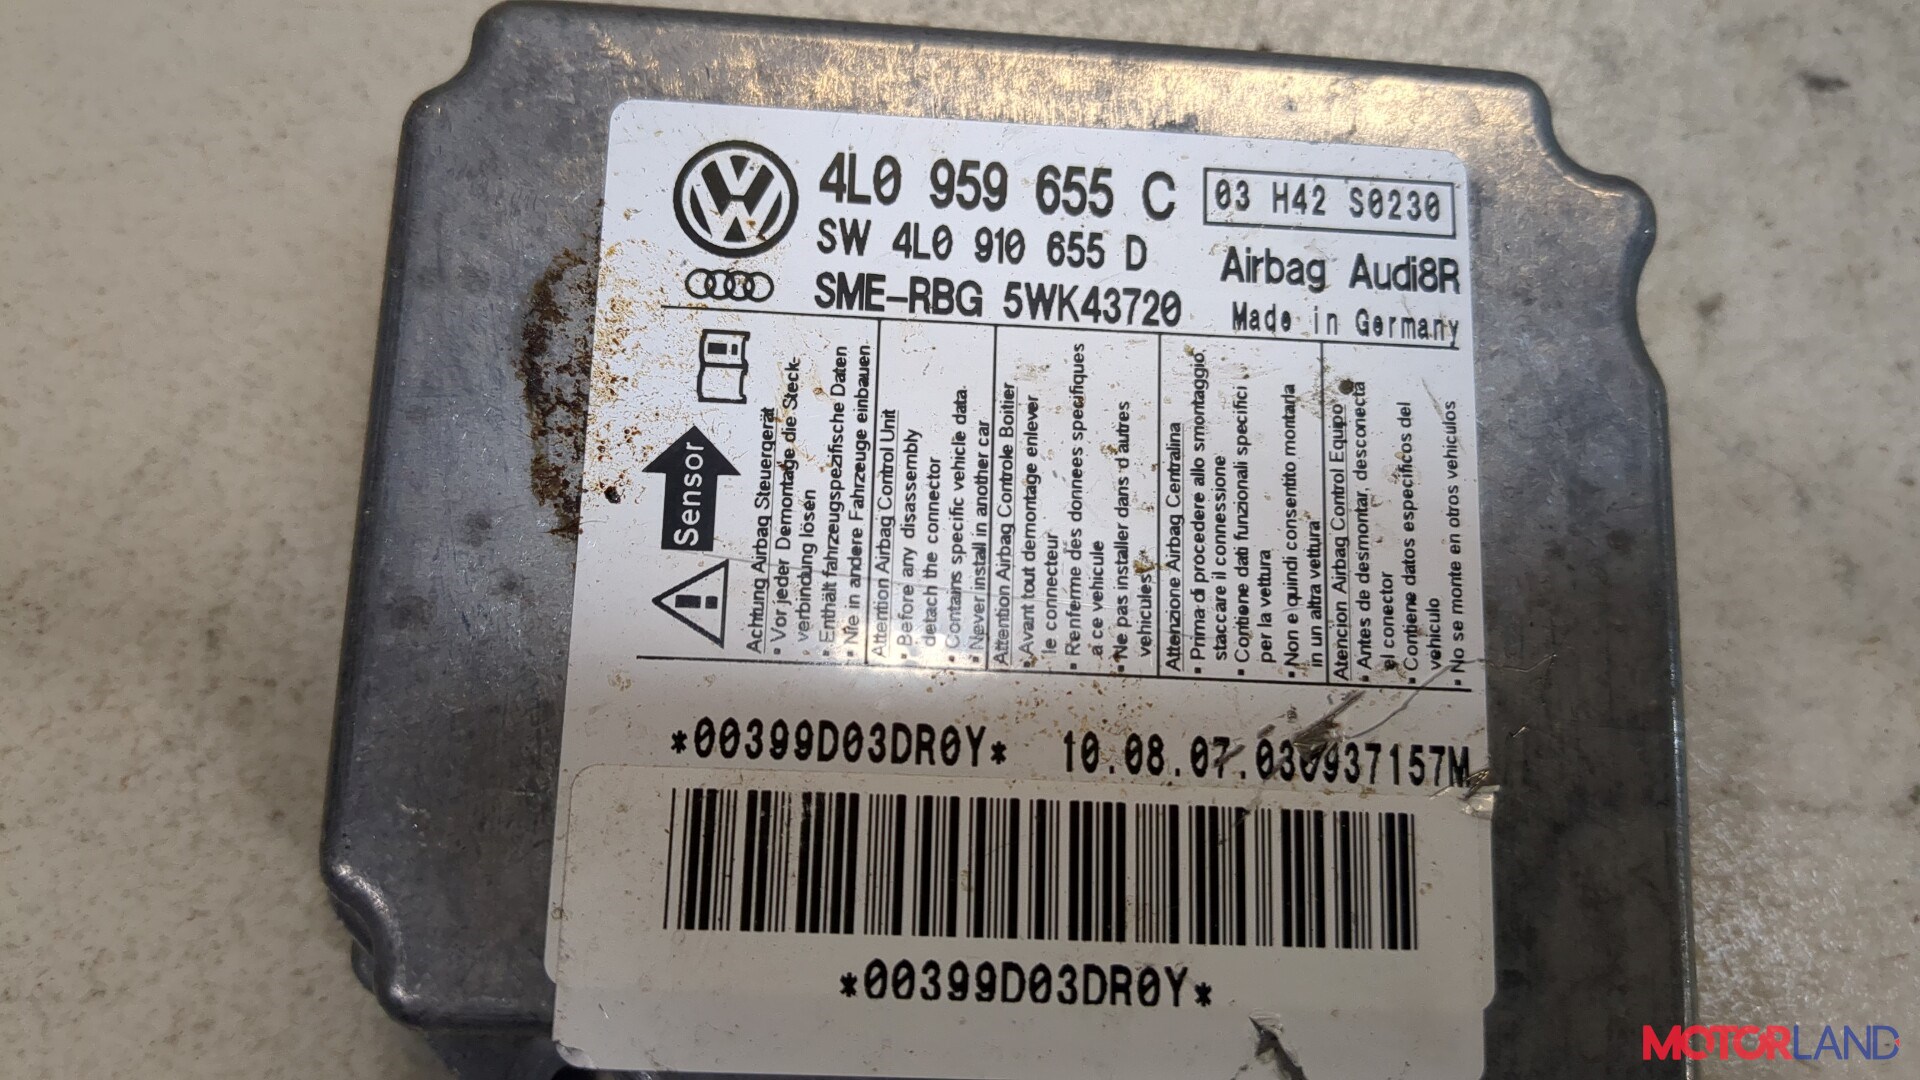 4L0 959 655 C
03 H42 S0230
SW 4L0 910 655 D
Airbag Audi8R
SME-RBG 5WK43720
Made in Germany
Sensor
Achtung Airbag Steuergerät
• Vor jeder Demontage die Steck-
verbindung lösen
• Enthält fahrzeugspezifische Daten
• Nie in andere Fahrzeuge einbauen
Attention Airbag Control Unit
• Before any disassembly
detach the connector
• Contains specific vehicle data
• Never install in another car
Attention Airbag Controle Boitier
• Avant tout demontage enlever
le connecteur
• Renferme des donnees specifiques
a ce vehicule
• Ne pas installer dans d'autres
vehicules
Attenzione Airbag Centralina
• Prima di procedere allo smontaggio
staccare il connessione
• Contiene dati funzionali specifici
per la vettura
• Non e quindi consentito montarla
in un altra vettura
Atencion Airbag Control Equipo
• Antes de desmontar, desconecta
el conector
• Contiene datos especificos del
vehiculo
• No se monte en otros vehiculos
*00399D03DR0Y*
10.08.07.030937157M
*00399D03DR0Y*
MOTORLAND